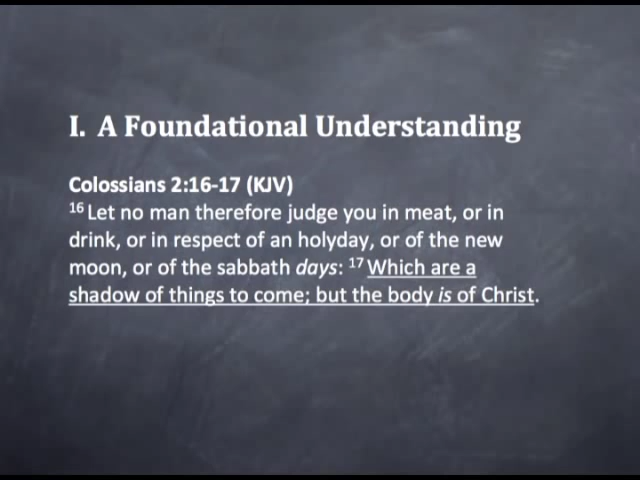 I. A Foundational Understanding
Colossians 2:16-17 (KJV)
16 Let no man therefore judge you in meat, or in
drink, or in respect of an holyday, or of the new
moon, or of the sabbath days: 17 Which are a
shadow of things to come; but the body is of Christ.